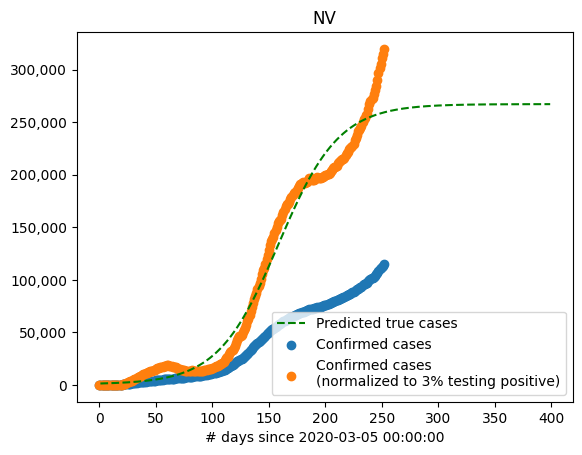 NV
300,000
250,000
200,000
150,000
100,000
50,000
0
0 50 100 150 200 250 300 350 400
# days since 2020-03-05 00:00:00
Predicted true cases
Confirmed cases
Confirmed cases
(normalized to 3% testing positive)